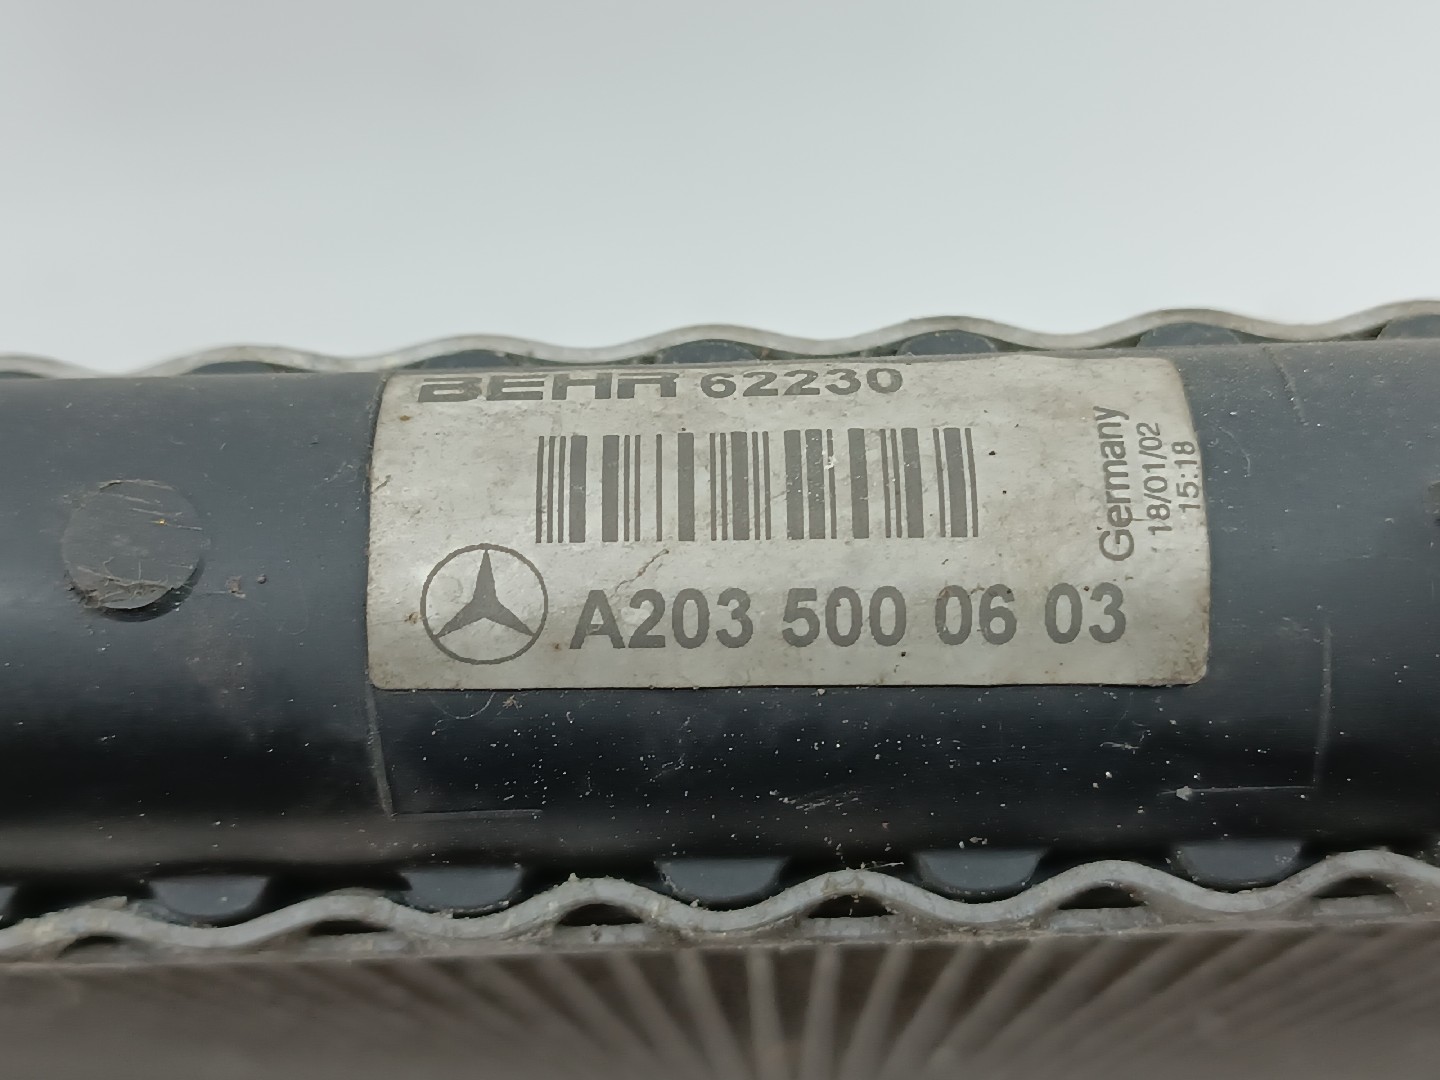 BEHR 62230
Germany
18/01/02
15:18
A203 500 06 03